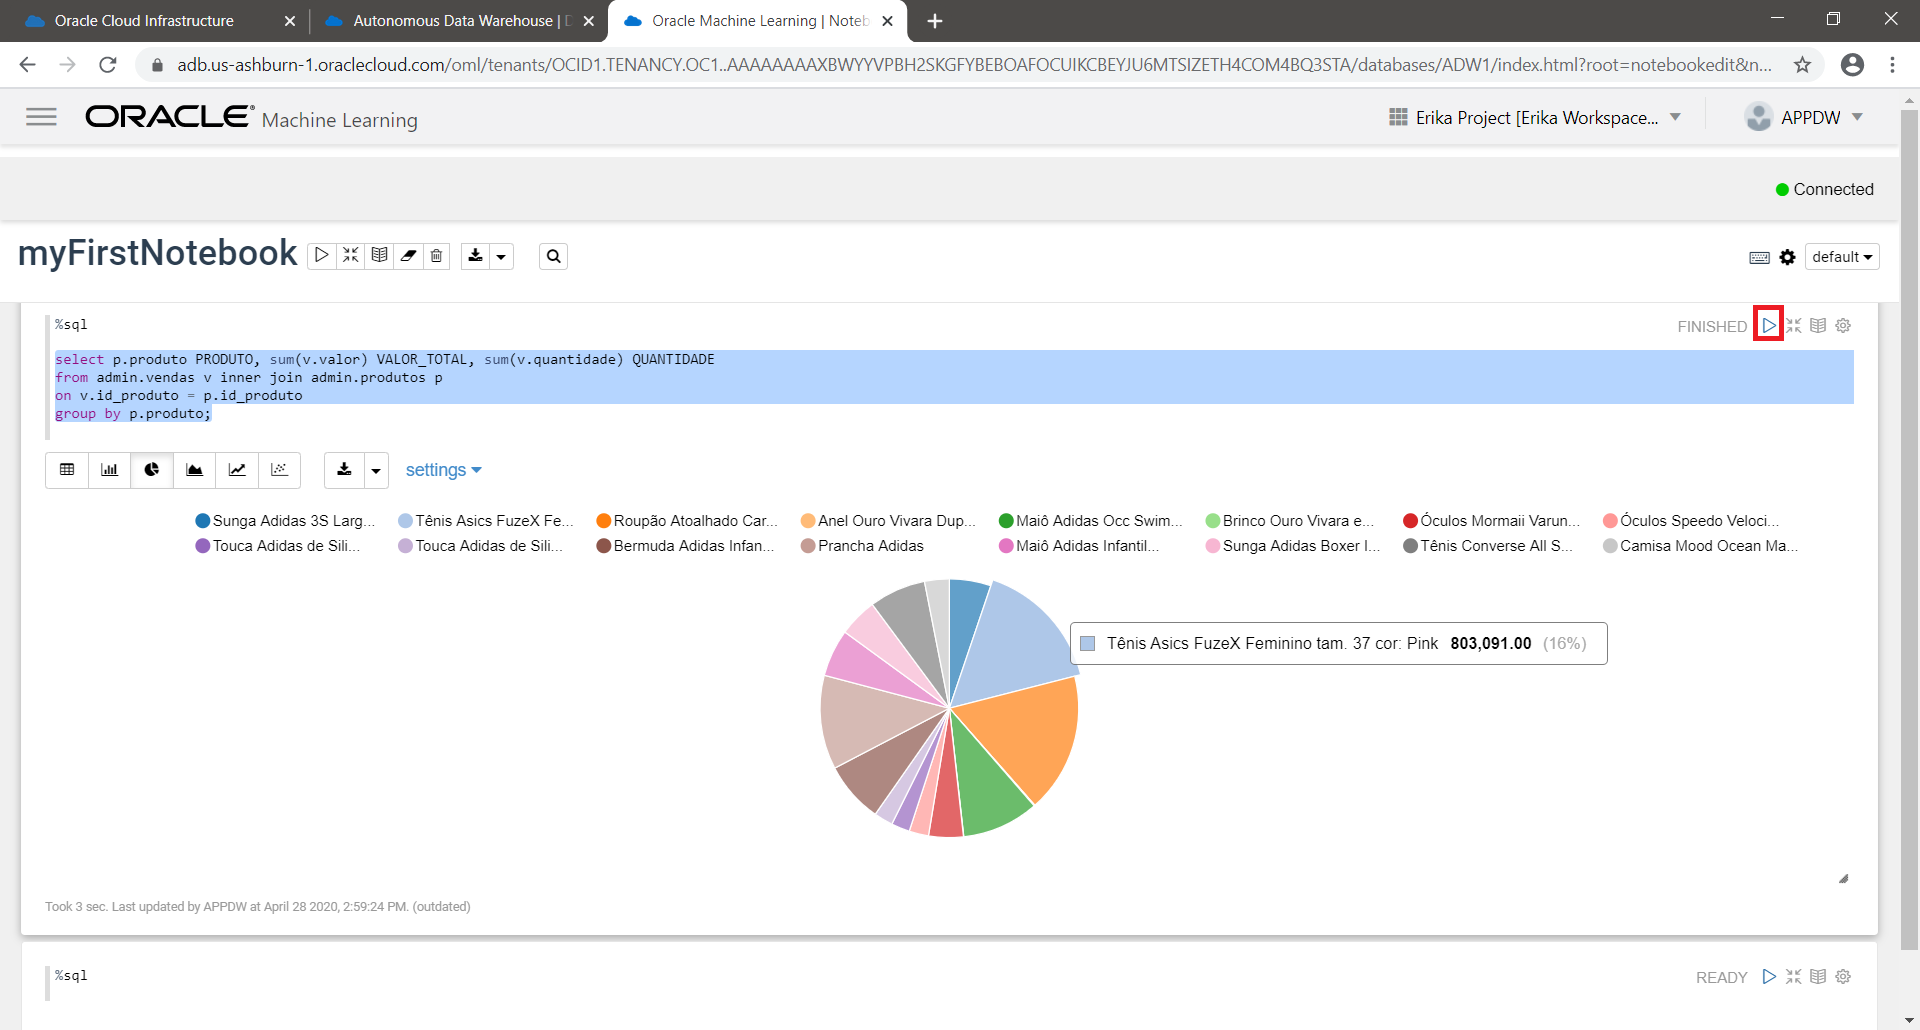 Oracle Cloud Infrastructure
Autonomous Data Warehouse | D
Oracle Machine Learning | Noteb
adb.us-ashburn-1.oraclecloud.com/oml/tenants/OCID1.TENANCY.OC1..AAAAAAAAXBWYYVPBH2SKGFYBEBOAFOCUIKCBEYJU6MTSIZETH4COM4BQ3STA/databases/ADW1/index.html?root=notebookedit&n...
ORACLE® Machine Learning
Erika Project [Erika Workspace...
APPDW
Connected
myFirstNotebook
default
%sql
FINISHED
select p.produto PRODUTO, sum(v.valor) VALOR_TOTAL, sum(v.quantidade) QUANTIDADE
from admin.vendas v inner join admin.produtos p
on v.id_produto = p.id_produto
group by p.produto;
settings
Sunga Adidas 3S Larg... Tênis Asics FuzeX Fe... Roupão Atoalhado Car... Anel Ouro Vivara Dup... Maiô Adidas Occ Swim... Brinco Ouro Vivara e... Óculos Mormaii Varun... Óculos Speedo Veloci...
Touca Adidas de Sili... Touca Adidas de Sili... Bermuda Adidas Infan... Prancha Adidas Maiô Adidas Infantil... Sunga Adidas Boxer I... Tênis Converse All S... Camisa Mood Ocean Ma...
Tênis Asics FuzeX Feminino tam. 37 cor: Pink 803,091.00 (16%)
Took 3 sec. Last updated by APPDW at April 28 2020, 2:59:24 PM. (outdated)
%sql
READY